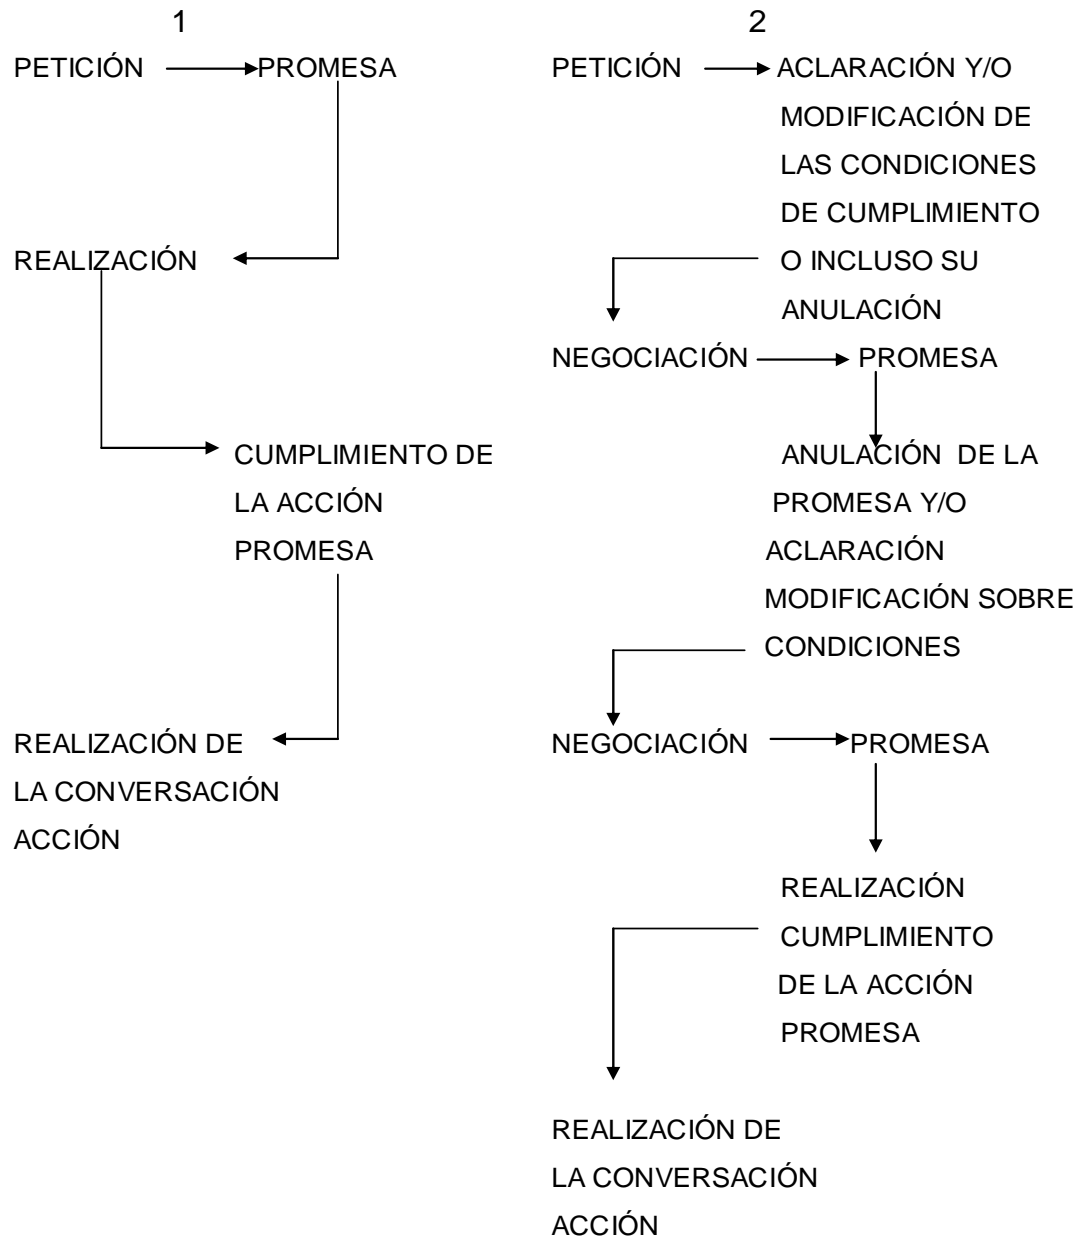 1
PETICIÓN
PROMESA
REALIZACIÓN
CUMPLIMIENTO DE
LA ACCIÓN
PROMESA
REALIZACIÓN DE
LA CONVERSACIÓN
ACCIÓN
2
PETICIÓN
ACLARACIÓN Y/O
MODIFICACIÓN DE
LAS CONDICIONES
DE CUMPLIMIENTO
O INCLUSO SU
ANULACIÓN
NEGOCIACIÓN
PROMESA
ANULACIÓN DE LA
PROMESA Y/O
ACLARACIÓN
MODIFICACIÓN SOBRE
CONDICIONES
NEGOCIACIÓN
PROMESA
REALIZACIÓN
CUMPLIMIENTO
DE LA ACCIÓN
PROMESA
REALIZACIÓN DE
LA CONVERSACIÓN
ACCIÓN